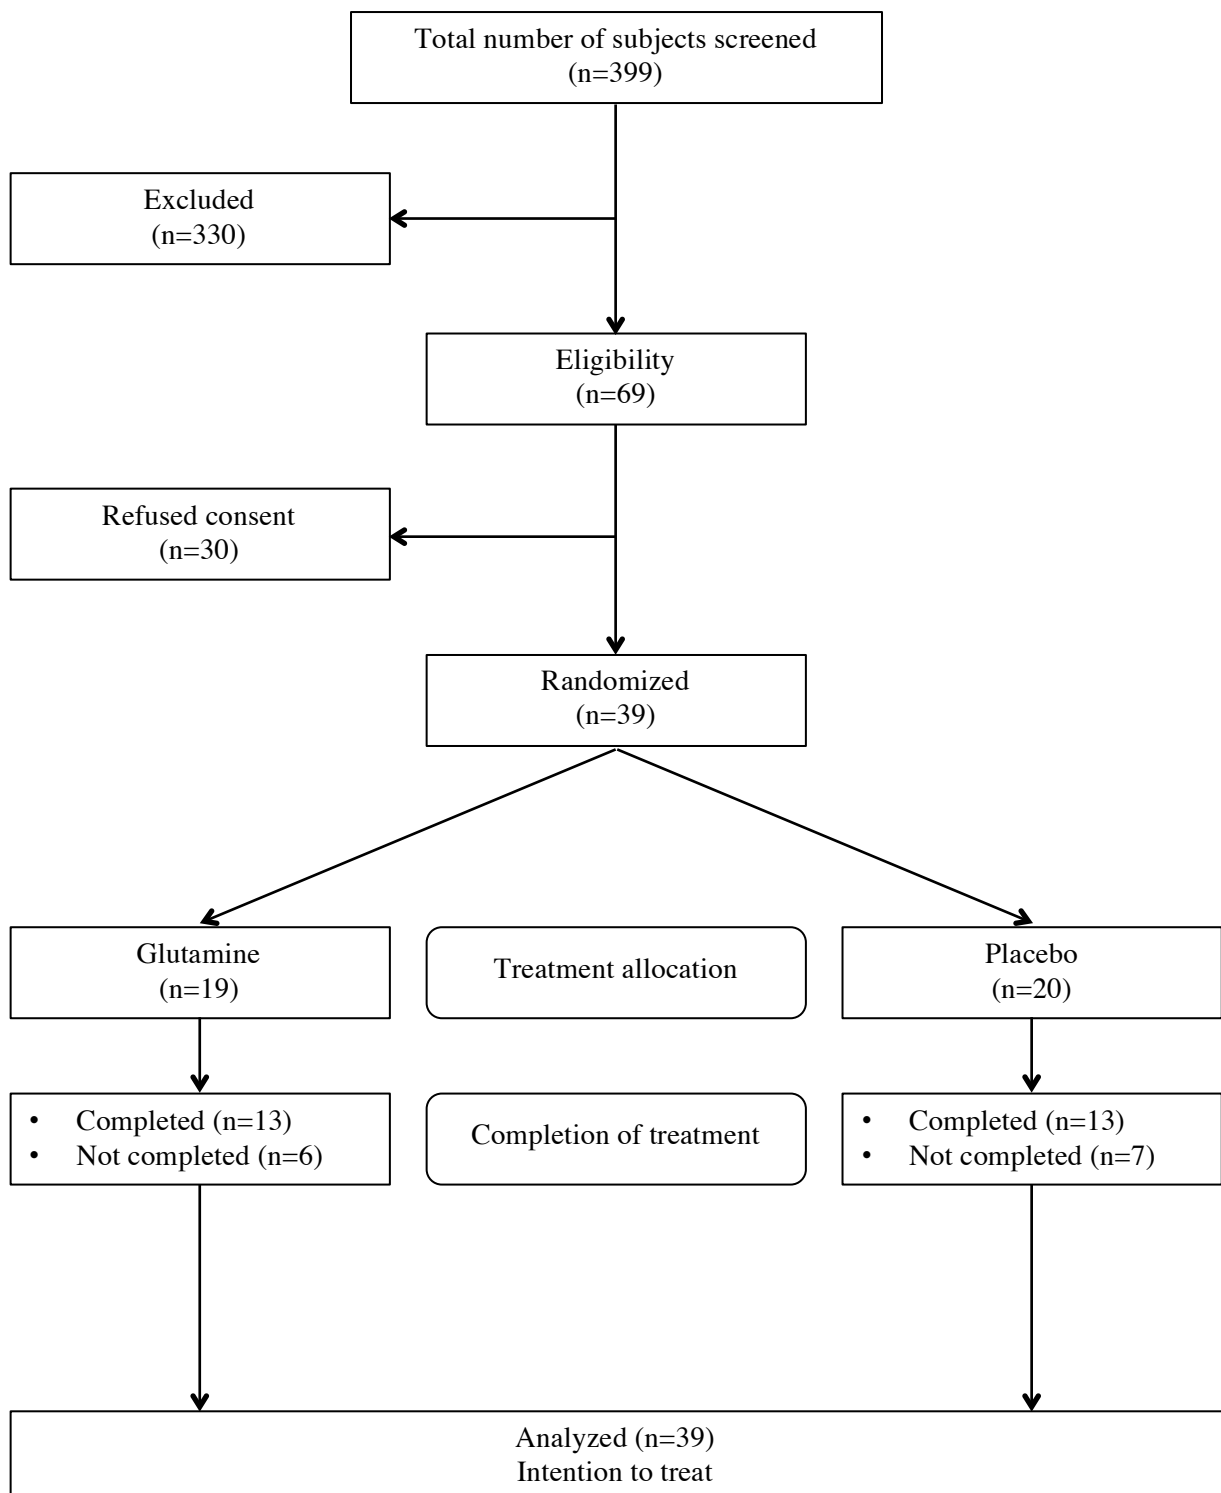 Total number of subjects screened
(n=399)
Excluded
(n=330)
Eligibility
(n=69)
Refused consent
(n=30)
Randomized
(n=39)
Glutamine
(n=19)
Treatment allocation
Placebo
(n=20)
• Completed (n=13)
• Not completed (n=6)
Completion of treatment
• Completed (n=13)
• Not completed (n=7)
Analyzed (n=39)
Intention to treat